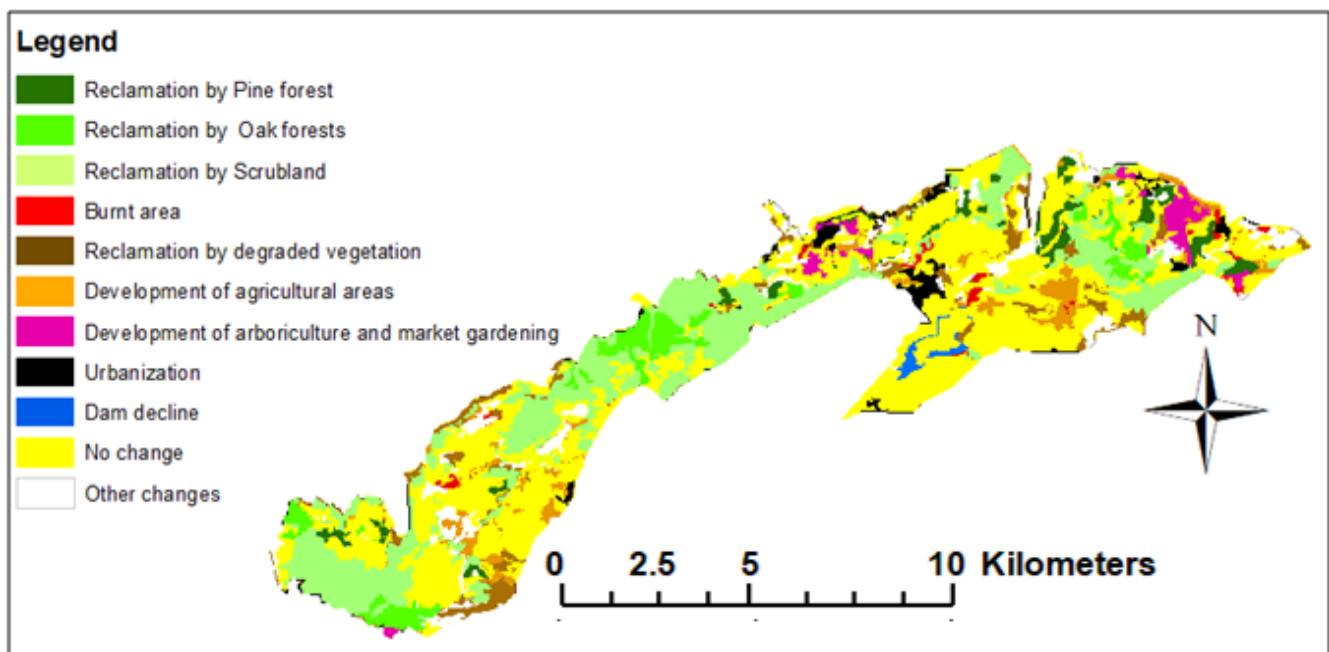 Legend
Reclamation by Pine forest
Reclamation by Oak forests
Reclamation by Scrubland
Burnt area
Reclamation by degraded vegetation
Development of agricultural areas
Development of arboriculture and market gardening
Urbanization
Dam decline
No change
Other changes
N
0 2.5 5 10 Kilometers